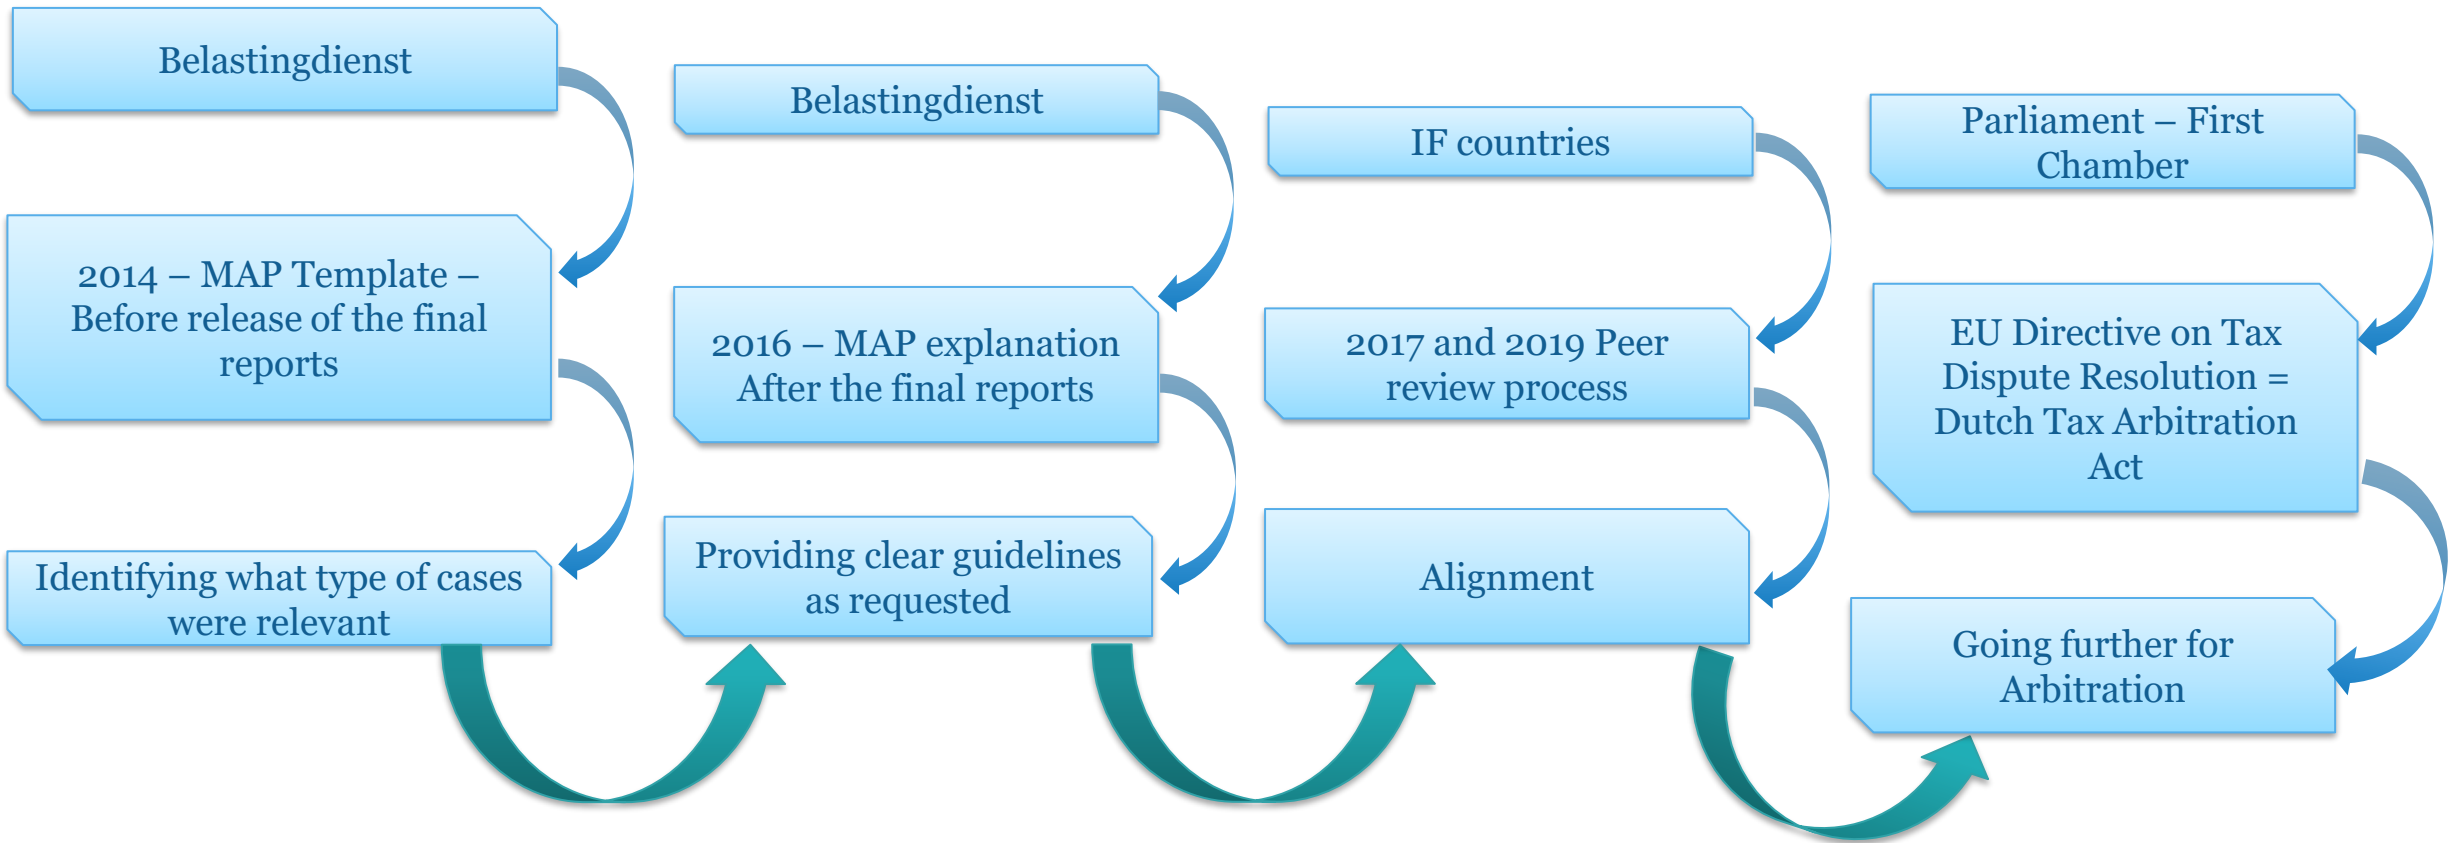 Belastingdienst
2014 – MAP Template –
Before release of the final
reports
Identifying what type of cases
were relevant
Belastingdienst
2016 – MAP explanation
After the final reports
Providing clear guidelines
as requested
IF countries
2017 and 2019 Peer
review process
Alignment
Parliament – First
Chamber
EU Directive on Tax
Dispute Resolution =
Dutch Tax Arbitration
Act
Going further for
Arbitration